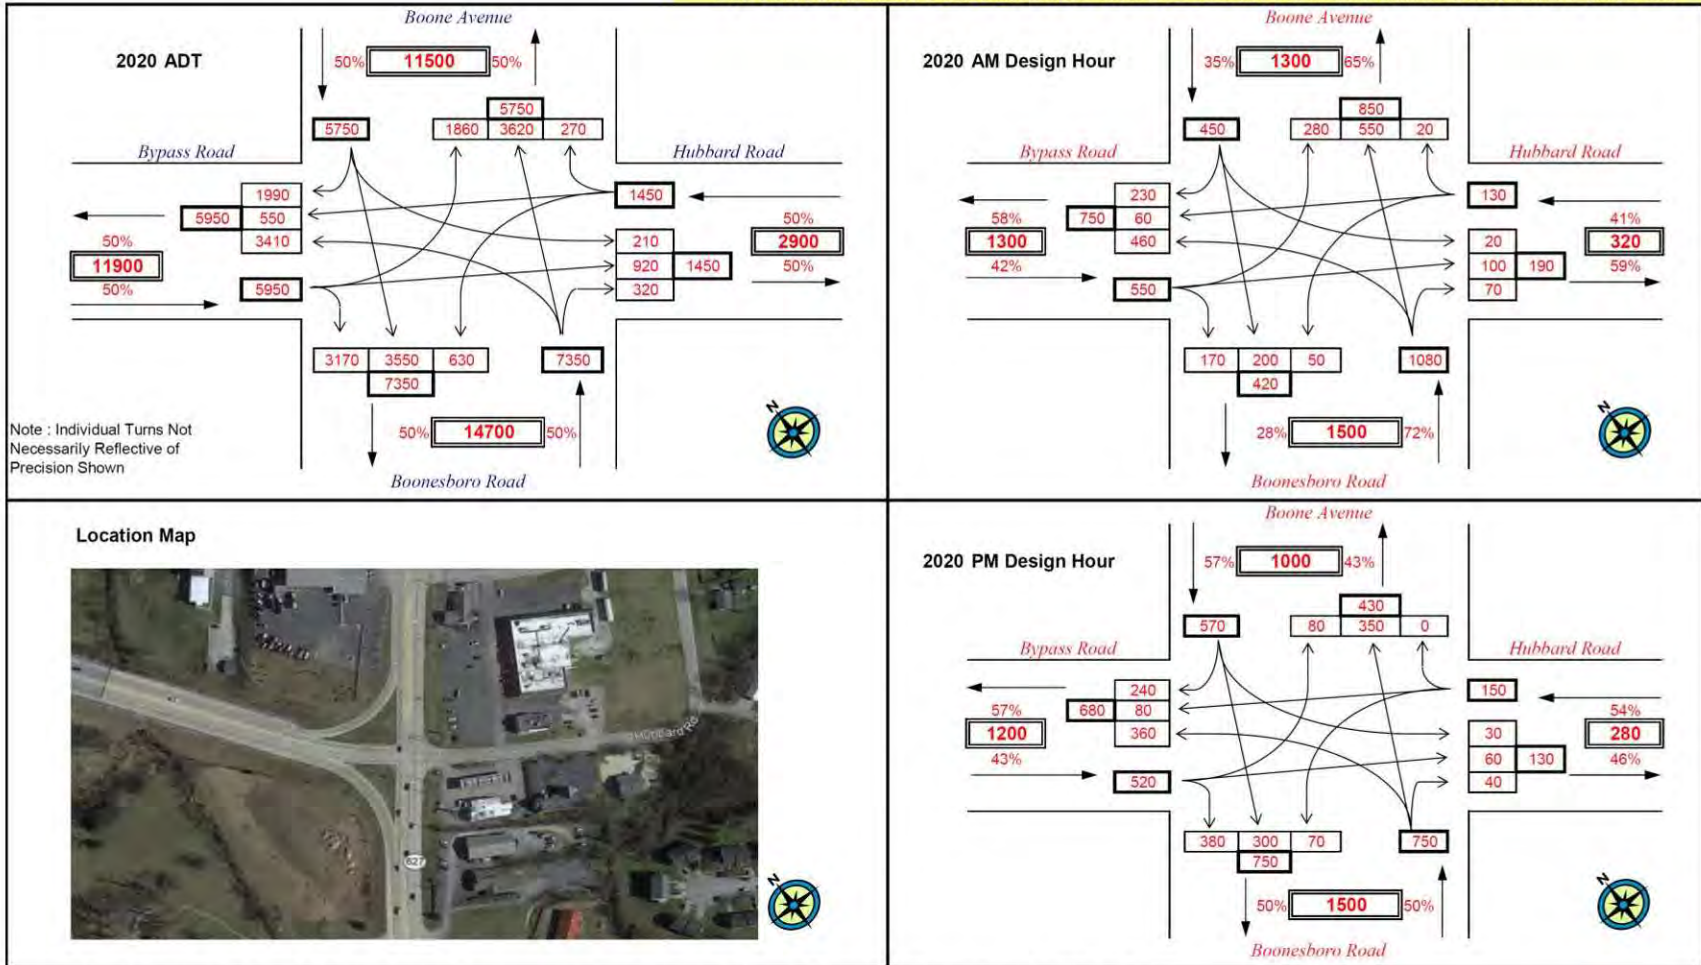 Boone Avenue
2020 ADT
50% 11500 50%
5750
5750 1860 3620 270
Bypass Road
Hubbard Road
1990
5950 550
3410
50%
11900
50%
5950
1450
50%
210 2900
920 1450 50%
320
3170 3550 630 7350
7350
Note : Individual Turns Not
Necessarily Reflective of
Precision Shown
50% 14700 50%
N
Boonesboro Road
Boone Avenue
2020 AM Design Hour
35% 1300 65%
850
450 280 550 20
Bypass Road
Hubbard Road
230
58% 750 60
1300 460
42%
550
130
41%
20 320
100 190 59%
70
170 200 50 1080
420
28% 1500 72%
N
Boonesboro Road
Location Map
Hubbard Rd
627
N
Boone Avenue
2020 PM Design Hour
57% 1000 43%
430
570 80 350 0
Bypass Road
Hubbard Road
240
57% 680 80
1200 360
43%
520
150
54%
30 280
60 130 46%
40
380 300 70 750
750
50% 1500 50%
N
Boonesboro Road